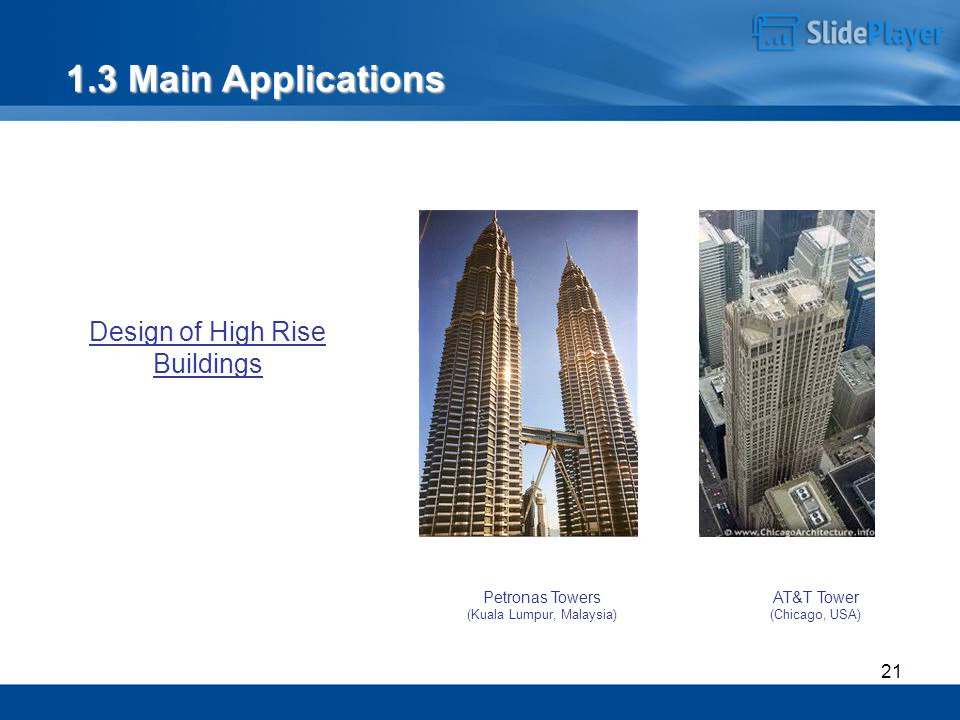 SlidePlayer
1.3 Main Applications
Design of High Rise
Buildings
© www.ChicagoArchitecture.info
Petronas Towers
(Kuala Lumpur, Malaysia)
AT&T Tower
(Chicago, USA)
21